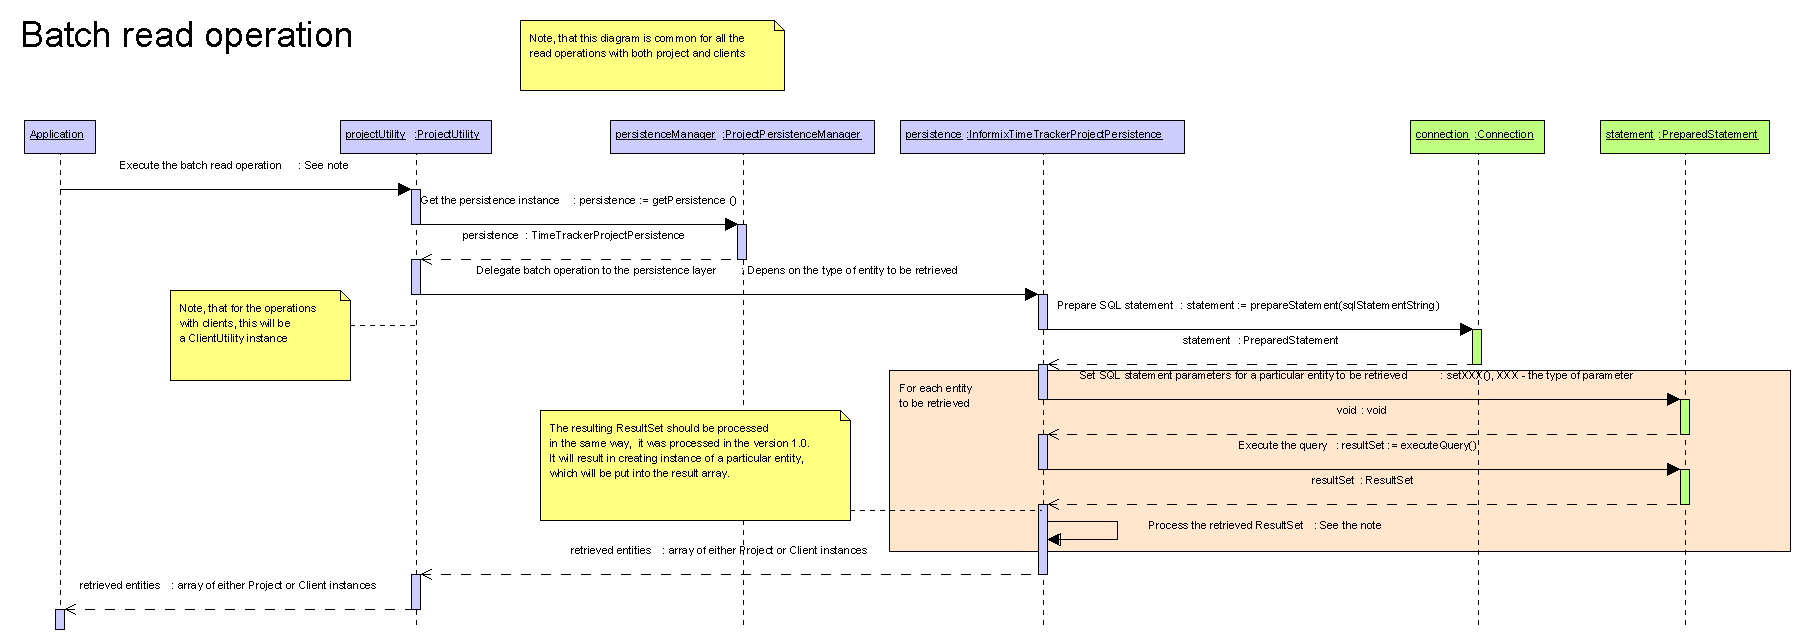 Batch read operation
Note, that this diagram is common for all the
read operations with both project and clients
Application
projectUtility :ProjectUtility
persistenceManager :ProjectPersistenceManager
persistence :InformixTimeTrackerProjectPersistence
connection :Connection
statement :PreparedStatement
Execute the batch read operation : See note
Get the persistence instance : persistence := getPersistence ()
persistence : TimeTrackerProjectPersistence
Delegate batch operation to the persistence layer : Depens on the type of entity to be retrieved
Note, that for the operations
with clients, this will be
a ClientUtility instance
Prepare SQL statement : statement := prepareStatement(sqlStatementString)
statement : PreparedStatement
For each entity
to be retrieved
Set SQL statement parameters for a particular entity to be retrieved : setXXX(), XXX - the type of parameter
void : void
The resulting ResultSet should be processed
in the same way, it was processed in the version 1.0.
It will result in creating instance of a particular entity,
which will be put into the result array.
Execute the query : resultSet := executeQuery()
resultSet : ResultSet
Process the retrieved ResultSet : See the note
retrieved entities : array of either Project or Client instances
retrieved entities : array of either Project or Client instances